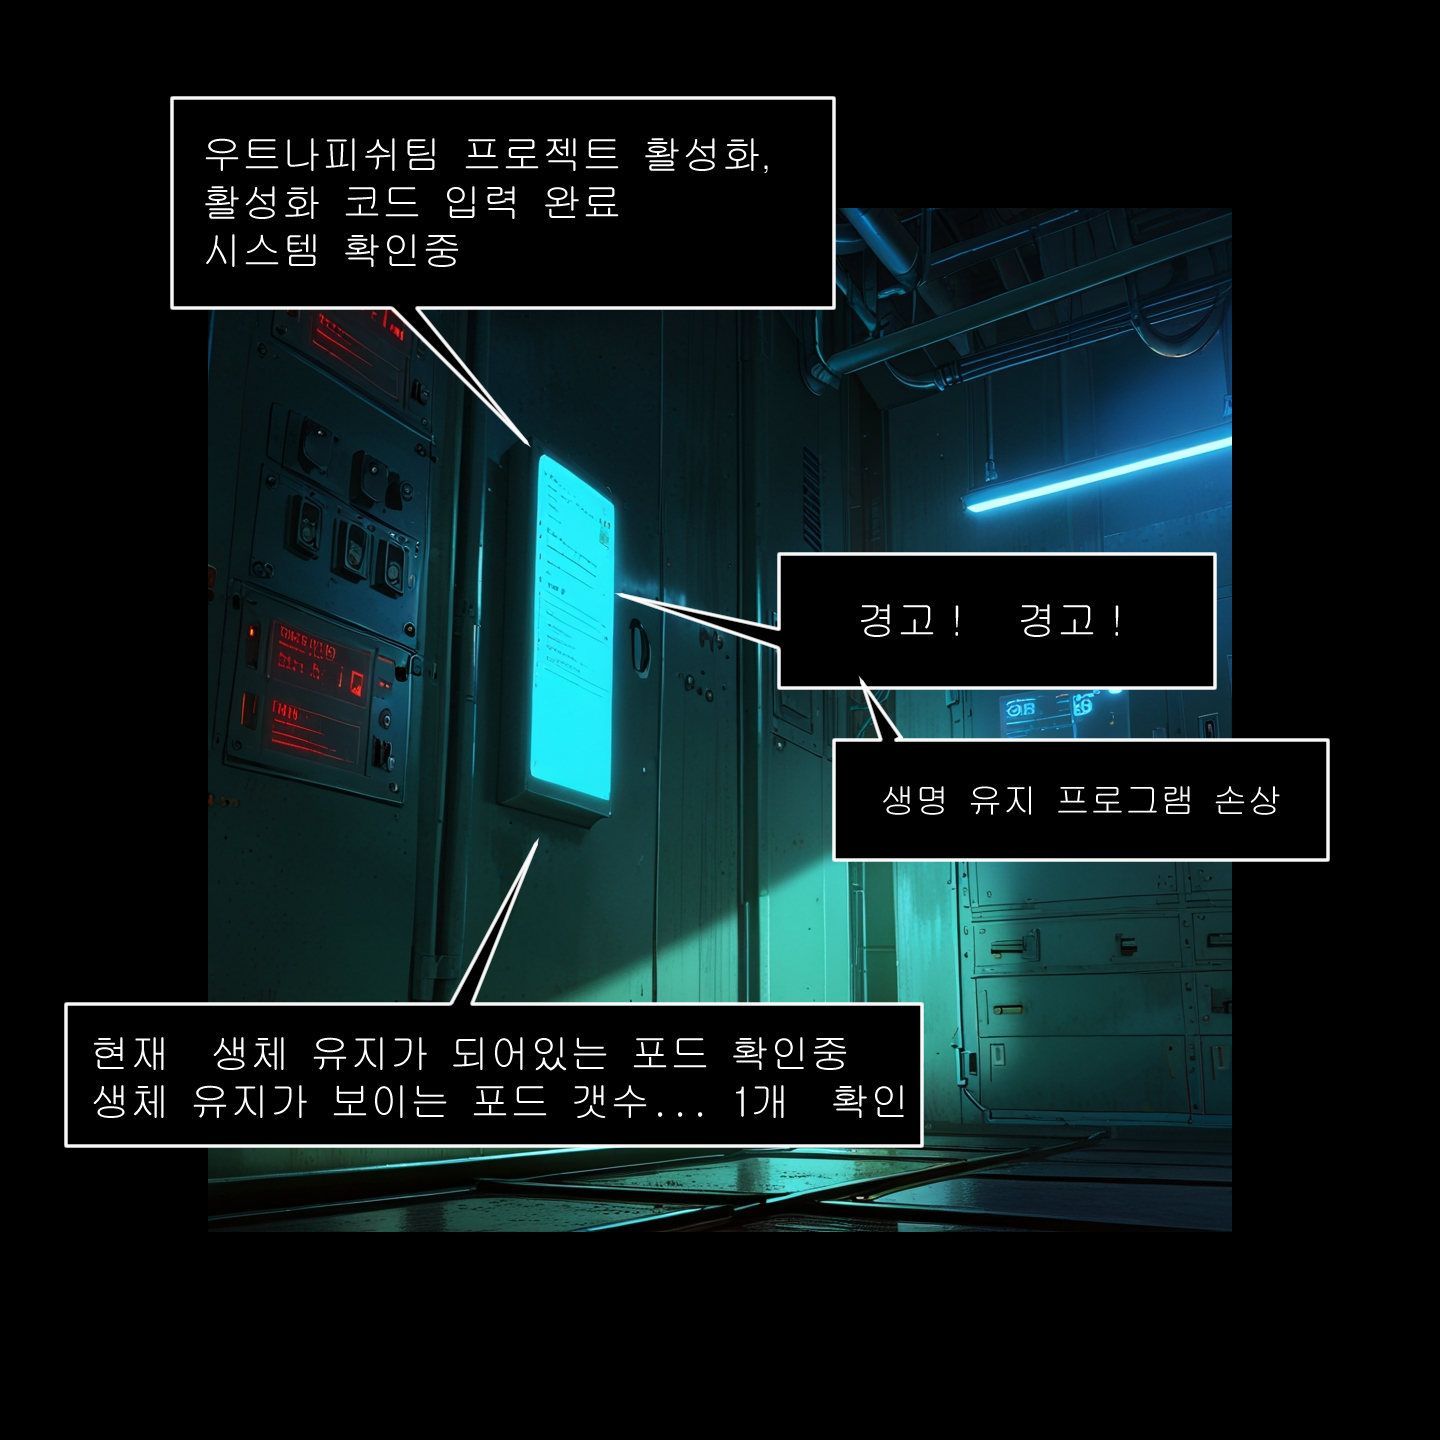 우트나피쉬팀 프로젝트 활성화,
활성화 코드 입력 완료
시스템 확인중
경고! 경고!
생명 유지 프로그램 손상
현재 생체 유지가 되어있는 포드 확인중
생체 유지가 보이는 포드 갯수... 1개 확인